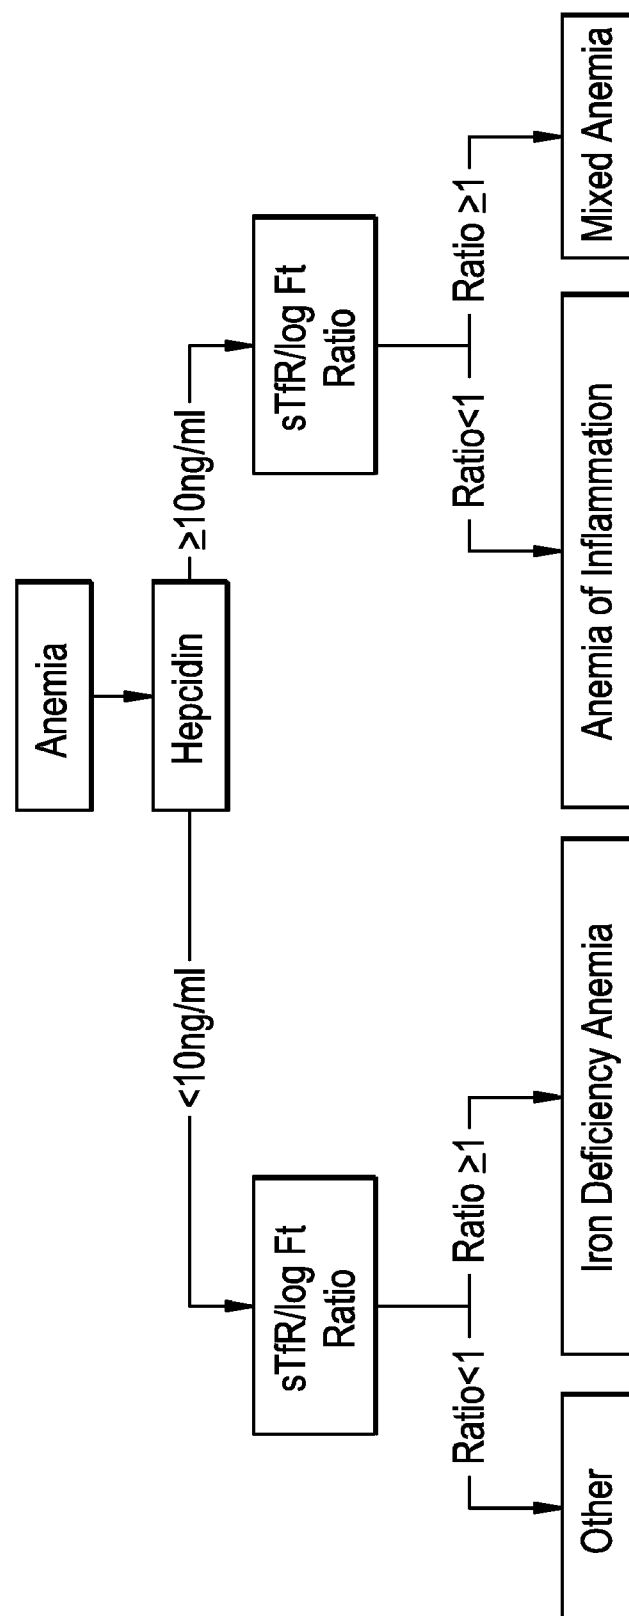 Anemia
Hepcidin
<10ng/ml
≥10ng/ml
sTfR/log Ft
Ratio
sTfR/log Ft
Ratio
Ratio<1
Ratio ≥1
Ratio<1
Ratio ≥1
Other
Iron Deficiency Anemia
Anemia of Inflammation
Mixed Anemia